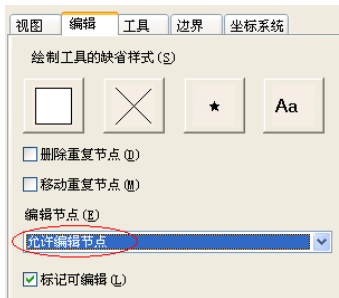 视图 编辑 工具 边界 坐标系统
绘制工具的缺省样式(S)
Aa
删除重复节点(D)
移动重复节点(M)
编辑节点(E)
允许编辑节点
标记可编辑(L)